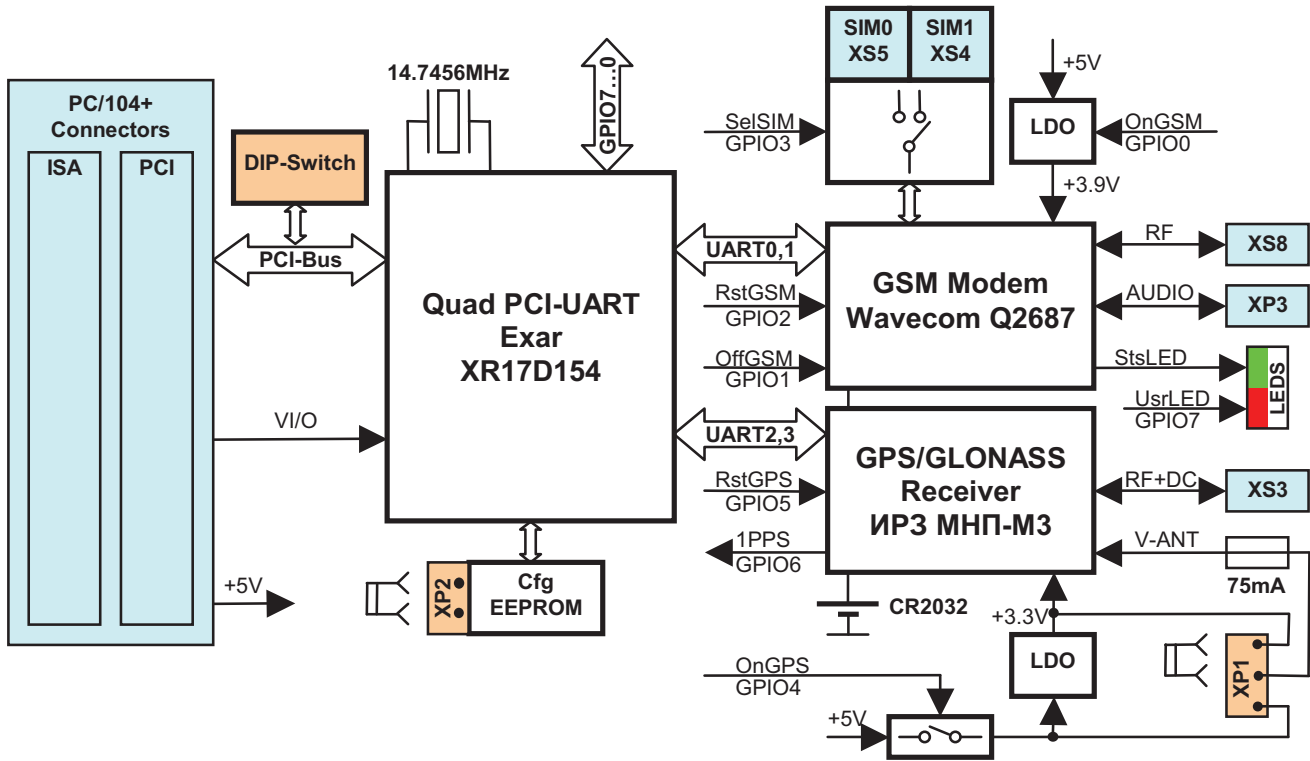 PC/104+
Connectors
ISA
PCI
DIP-Switch
PCI-Bus
VI/O
+5V
14.7456MHz
GPIO7...0
Quad PCI-UART
Exar
XR17D154
XP2
Cfg
EEPROM
SIM0
XS5
SIM1
XS4
SelSIM
GPIO3
+5V
LDO
OnGSM
GPIO0
+3.9V
UART0,1
RstGSM
GPIO2
OffGSM
GPIO1
GSM Modem
Wavecom Q2687
RF
XS8
AUDIO
XP3
StsLED
UsrLED
GPIO7
LEDS
UART2,3
RstGPS
GPIO5
1PPS
GPIO6
GPS/GLONASS
Receiver
ИРЗ МНП-М3
RF+DC
XS3
V-ANT
75mA
CR2032
+3.3V
LDO
XP1
OnGPS
GPIO4
+5V